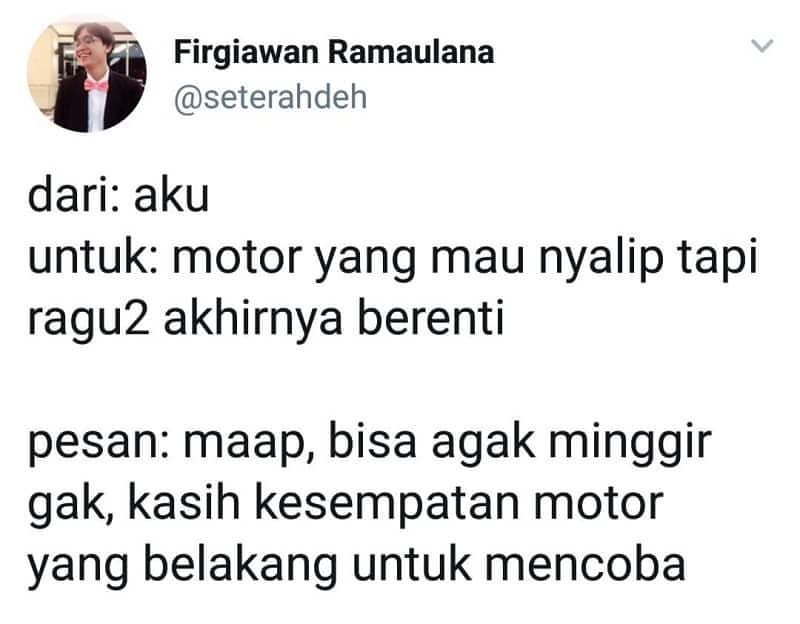 Firgiawan Ramaulana
@seterahdeh
dari: aku
untuk: motor yang mau nyalip tapi
ragu2 akhirnya berenti
pesan: maap, bisa agak minggir
gak, kasih kesempatan motor
yang belakang untuk mencoba